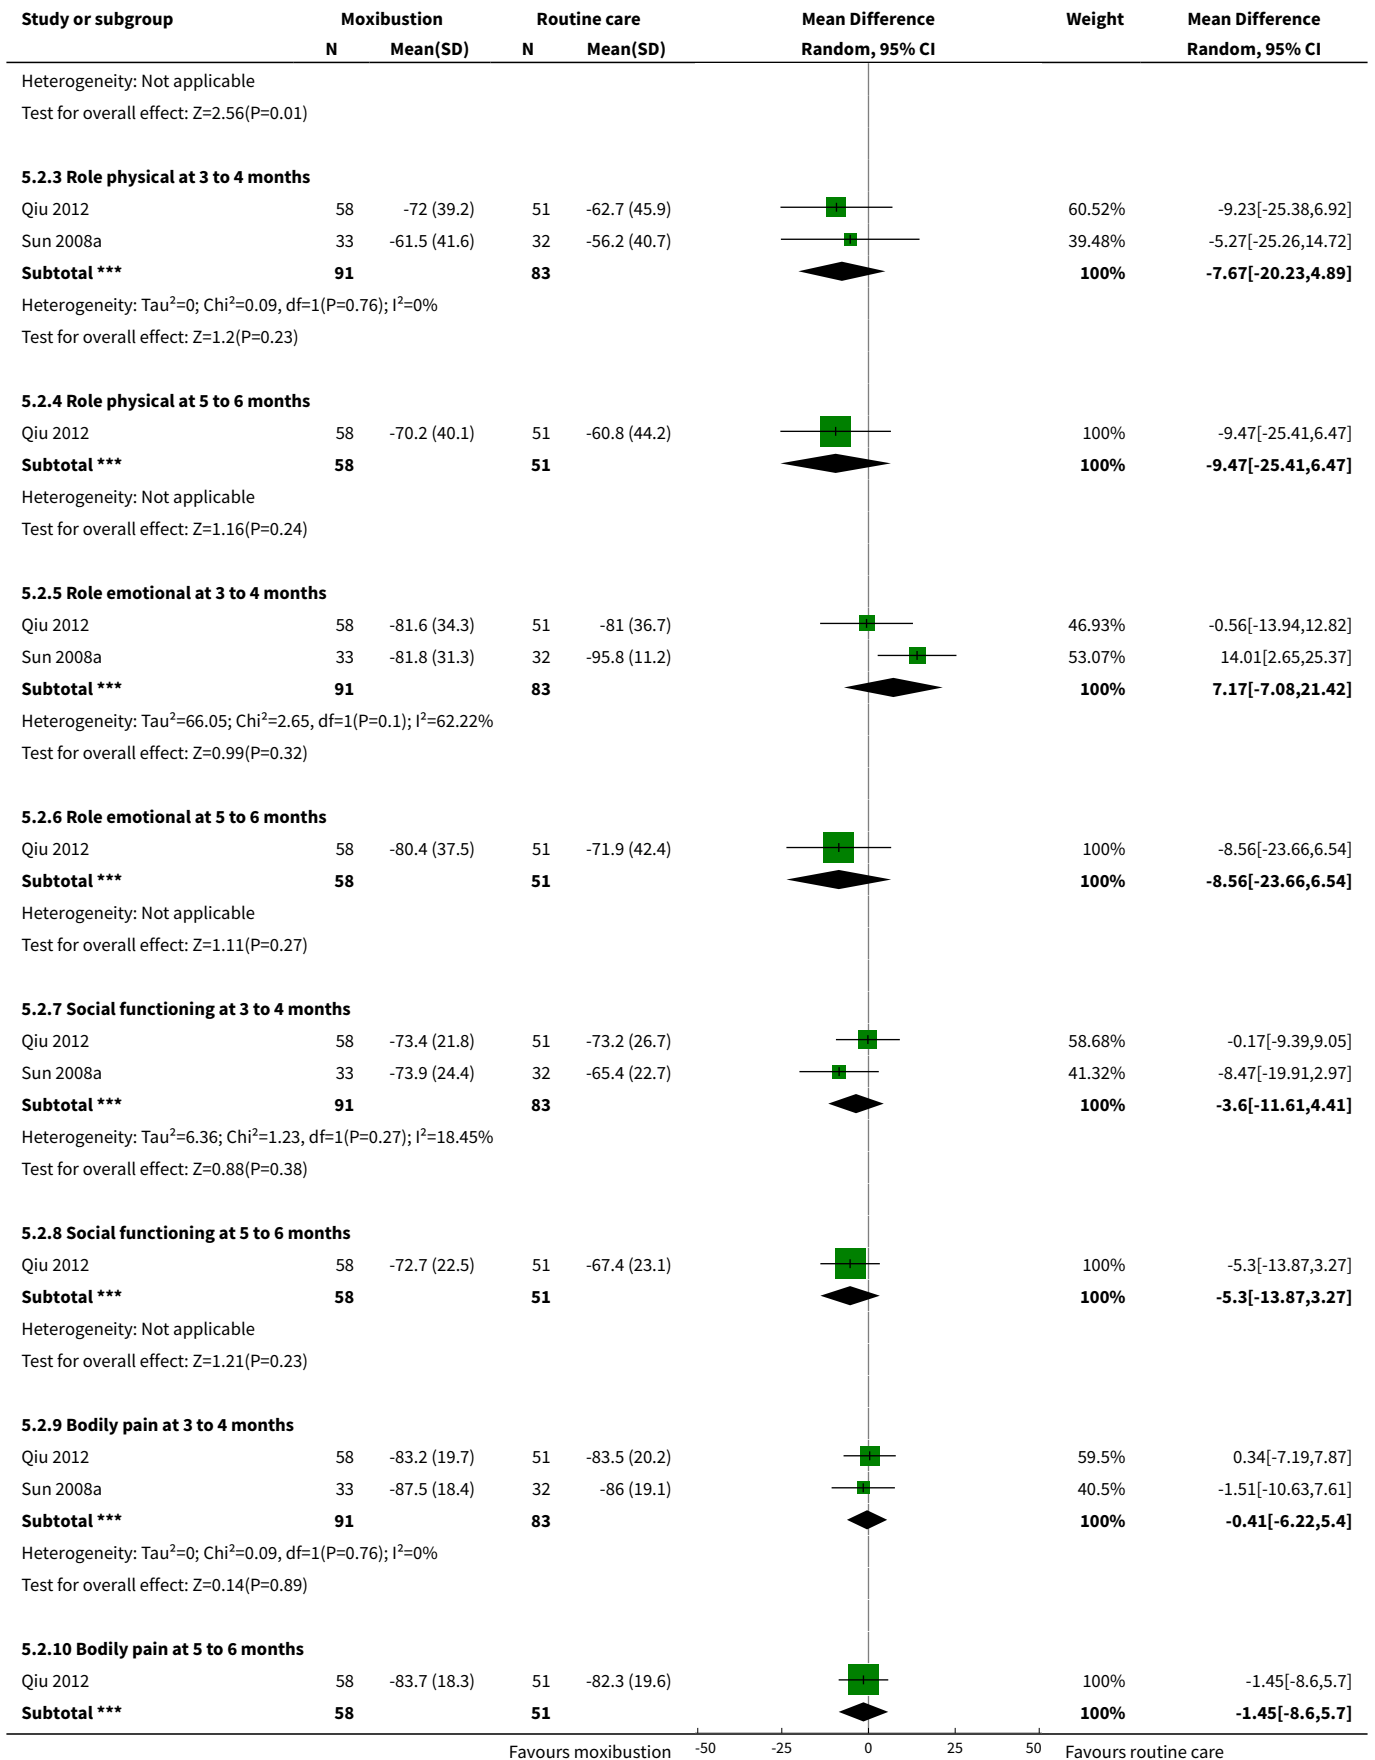 Study or subgroup Moxibustion Routine care Mean Difference Weight Mean Difference
N Mean(SD) N Mean(SD) Random, 95% CI Random, 95% CI
Heterogeneity: Not applicable
Test for overall effect: Z=2.56(P=0.01)
5.2.3 Role physical at 3 to 4 months
Qiu 2012 58 -72 (39.2) 51 -62.7 (45.9) 60.52% -9.23[-25.38,6.92]
Sun 2008a 33 -61.5 (41.6) 32 -56.2 (40.7) 39.48% -5.27[-25.26,14.72]
Subtotal *** 91 83 100% -7.67[-20.23,4.89]
Heterogeneity: Tau²=0; Chi²=0.09, df=1(P=0.76); I²=0%
Test for overall effect: Z=1.2(P=0.23)
5.2.4 Role physical at 5 to 6 months
Qiu 2012 58 -70.2 (40.1) 51 -60.8 (44.2) 100% -9.47[-25.41,6.47]
Subtotal *** 58 51 100% -9.47[-25.41,6.47]
Heterogeneity: Not applicable
Test for overall effect: Z=1.16(P=0.24)
5.2.5 Role emotional at 3 to 4 months
Qiu 2012 58 -81.6 (34.3) 51 -81 (36.7) 46.93% -0.56[-13.94,12.82]
Sun 2008a 33 -81.8 (31.3) 32 -95.8 (11.2) 53.07% 14.01[2.65,25.37]
Subtotal *** 91 83 100% 7.17[-7.08,21.42]
Heterogeneity: Tau²=66.05; Chi²=2.65, df=1(P=0.1); I²=62.22%
Test for overall effect: Z=0.99(P=0.32)
5.2.6 Role emotional at 5 to 6 months
Qiu 2012 58 -80.4 (37.5) 51 -71.9 (42.4) 100% -8.56[-23.66,6.54]
Subtotal *** 58 51 100% -8.56[-23.66,6.54]
Heterogeneity: Not applicable
Test for overall effect: Z=1.11(P=0.27)
5.2.7 Social functioning at 3 to 4 months
Qiu 2012 58 -73.4 (21.8) 51 -73.2 (26.7) 58.68% -0.17[-9.39,9.05]
Sun 2008a 33 -73.9 (24.4) 32 -65.4 (22.7) 41.32% -8.47[-19.91,2.97]
Subtotal *** 91 83 100% -3.6[-11.61,4.41]
Heterogeneity: Tau²=6.36; Chi²=1.23, df=1(P=0.27); I²=18.45%
Test for overall effect: Z=0.88(P=0.38)
5.2.8 Social functioning at 5 to 6 months
Qiu 2012 58 -72.7 (22.5) 51 -67.4 (23.1) 100% -5.3[-13.87,3.27]
Subtotal *** 58 51 100% -5.3[-13.87,3.27]
Heterogeneity: Not applicable
Test for overall effect: Z=1.21(P=0.23)
5.2.9 Bodily pain at 3 to 4 months
Qiu 2012 58 -83.2 (19.7) 51 -83.5 (20.2) 59.5% 0.34[-7.19,7.87]
Sun 2008a 33 -87.5 (18.4) 32 -86 (19.1) 40.5% -1.51[-10.63,7.61]
Subtotal *** 91 83 100% -0.41[-6.22,5.4]
Heterogeneity: Tau²=0; Chi²=0.09, df=1(P=0.76); I²=0%
Test for overall effect: Z=0.14(P=0.89)
5.2.10 Bodily pain at 5 to 6 months
Qiu 2012 58 -83.7 (18.3) 51 -82.3 (19.6) 100% -1.45[-8.6,5.7]
Subtotal *** 58 51 100% -1.45[-8.6,5.7]
Favours moxibustion -50 -25 0 25 50 Favours routine care